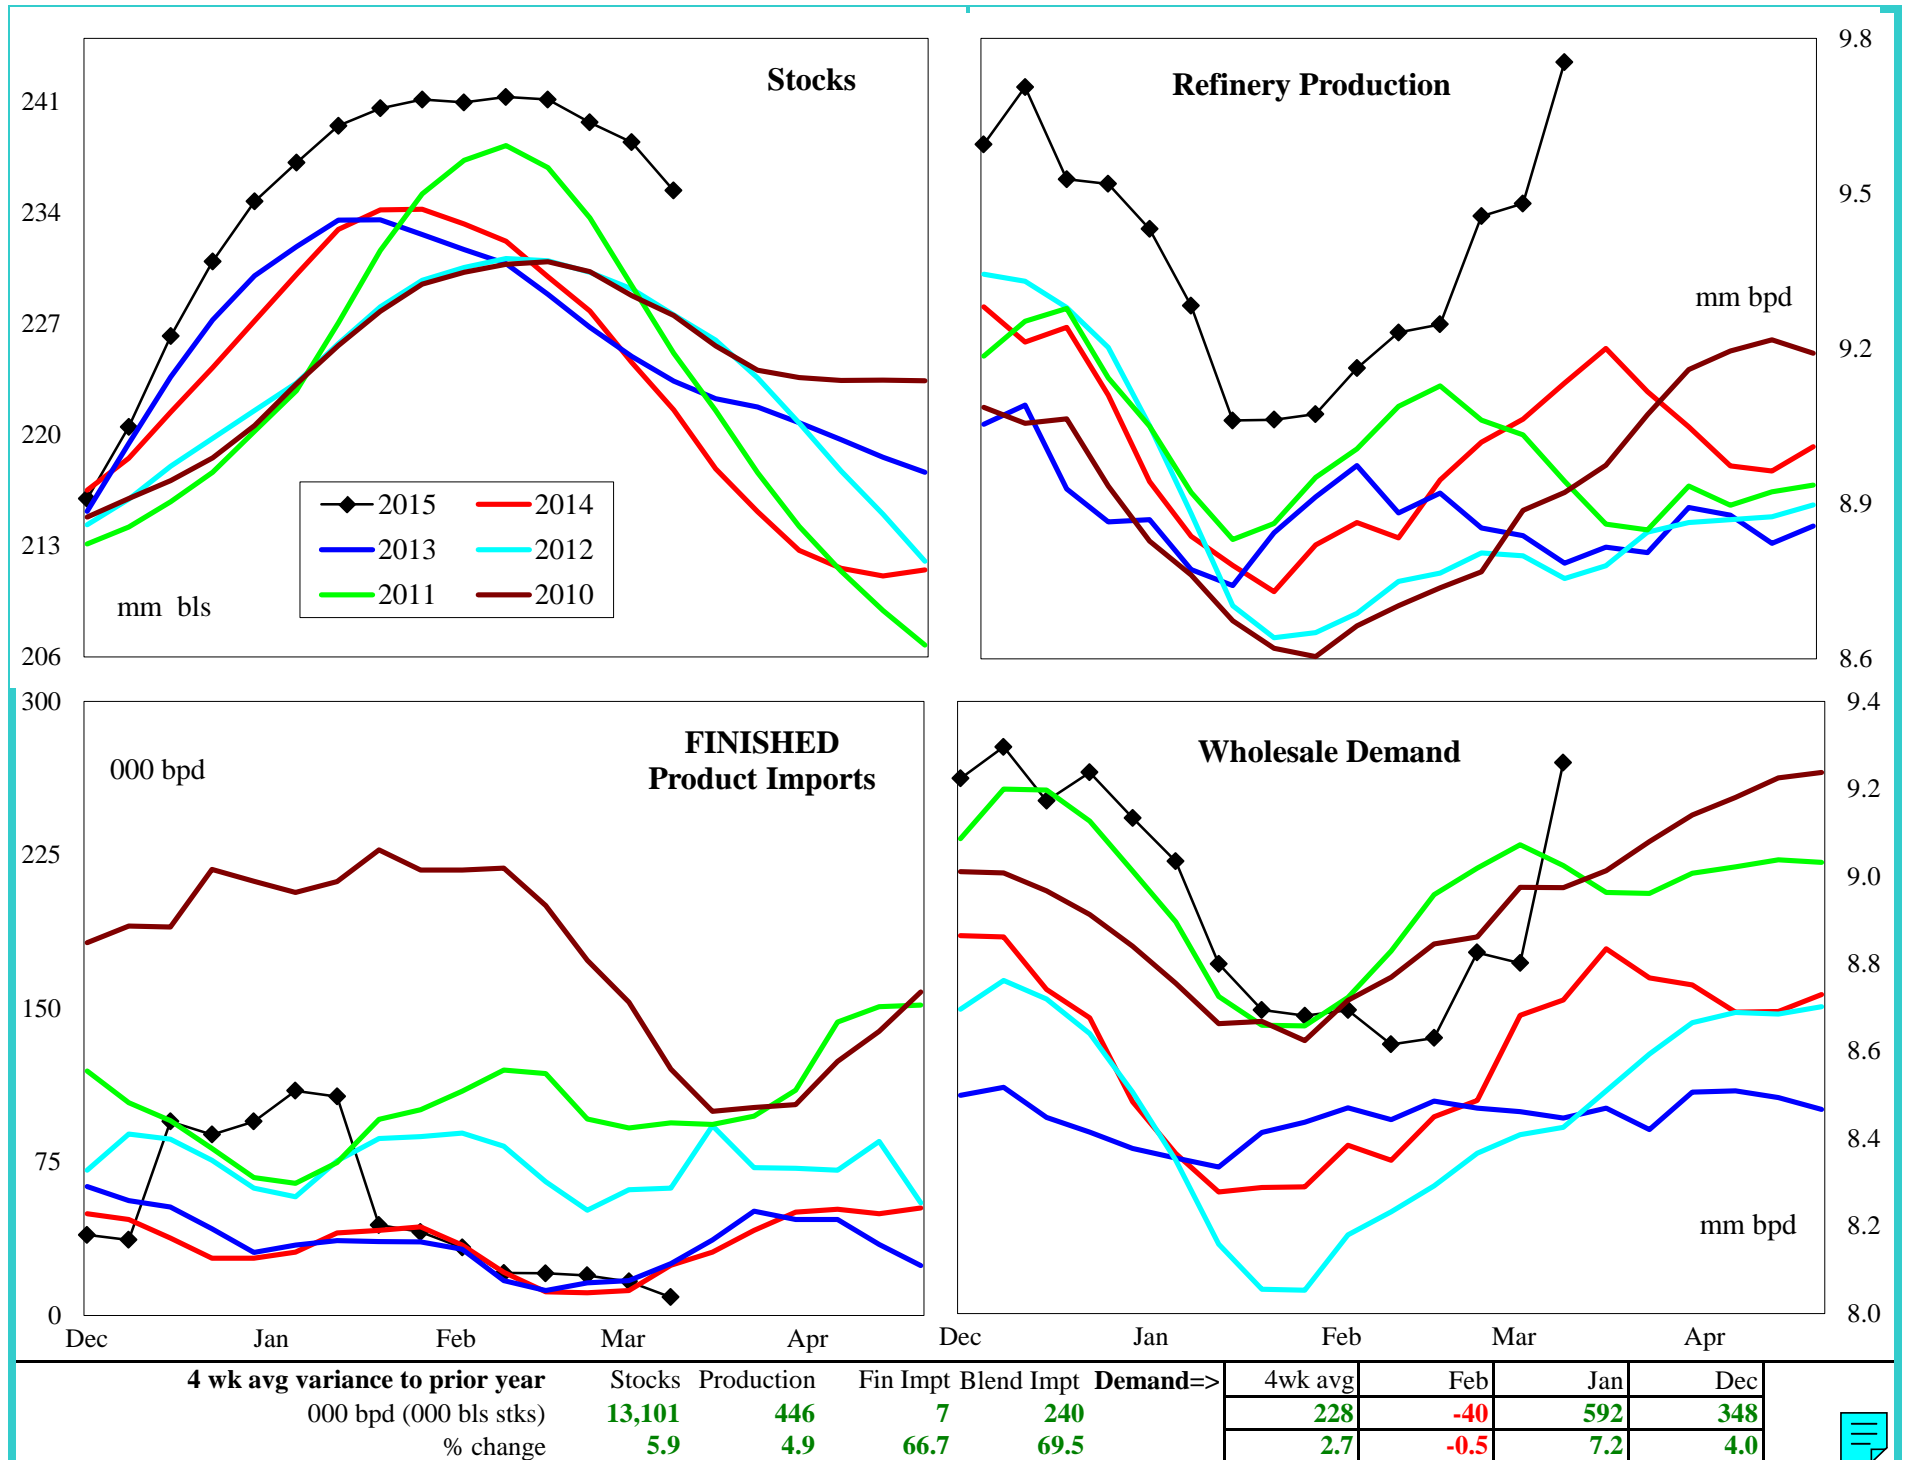 Stocks
241
234
227
220
213
206
mm bls
2015 2014
2013 2012
2011 2010
Refinery Production
mm bpd
9.8
9.5
9.2
8.9
8.6
FINISHED
Product Imports
000 bpd
300
225
150
75
0
Dec Jan Feb Mar Apr
Wholesale Demand
mm bpd
9.4
9.2
9.0
8.8
8.6
8.4
8.2
8.0
Dec Jan Feb Mar Apr
4 wk avg variance to prior year Stocks Production Fin Impt Blend Impt Demand=> 4wk avg Feb Jan Dec
000 bpd (000 bls stks) 13,101 446 7 240 228 -40 592 348
% change 5.9 4.9 66.7 69.5 2.7 -0.5 7.2 4.0